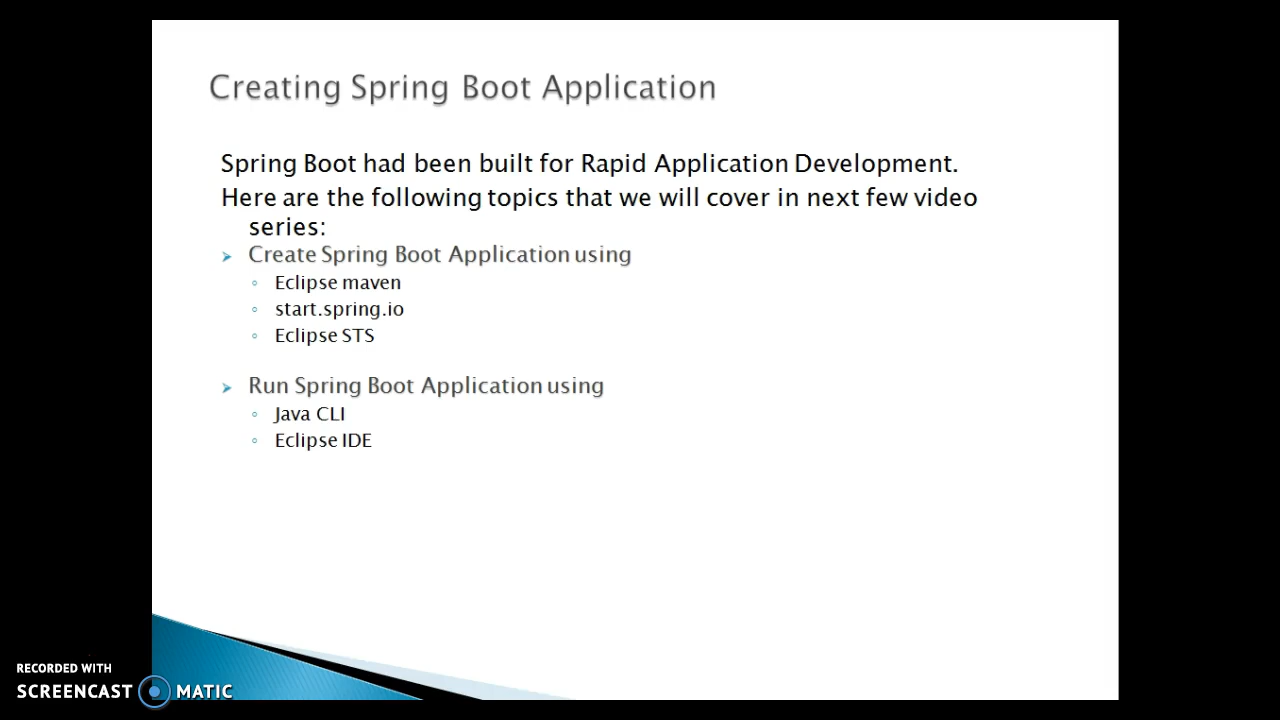 Creating Spring Boot Application
Spring Boot had been built for Rapid Application Development.
Here are the following topics that we will cover in next few video
series:
Create Spring Boot Application using
Eclipse maven
start.spring.io
Eclipse STS
Run Spring Boot Application using
Java CLI
Eclipse IDE
RECORDED WITH
SCREENCAST MATIC